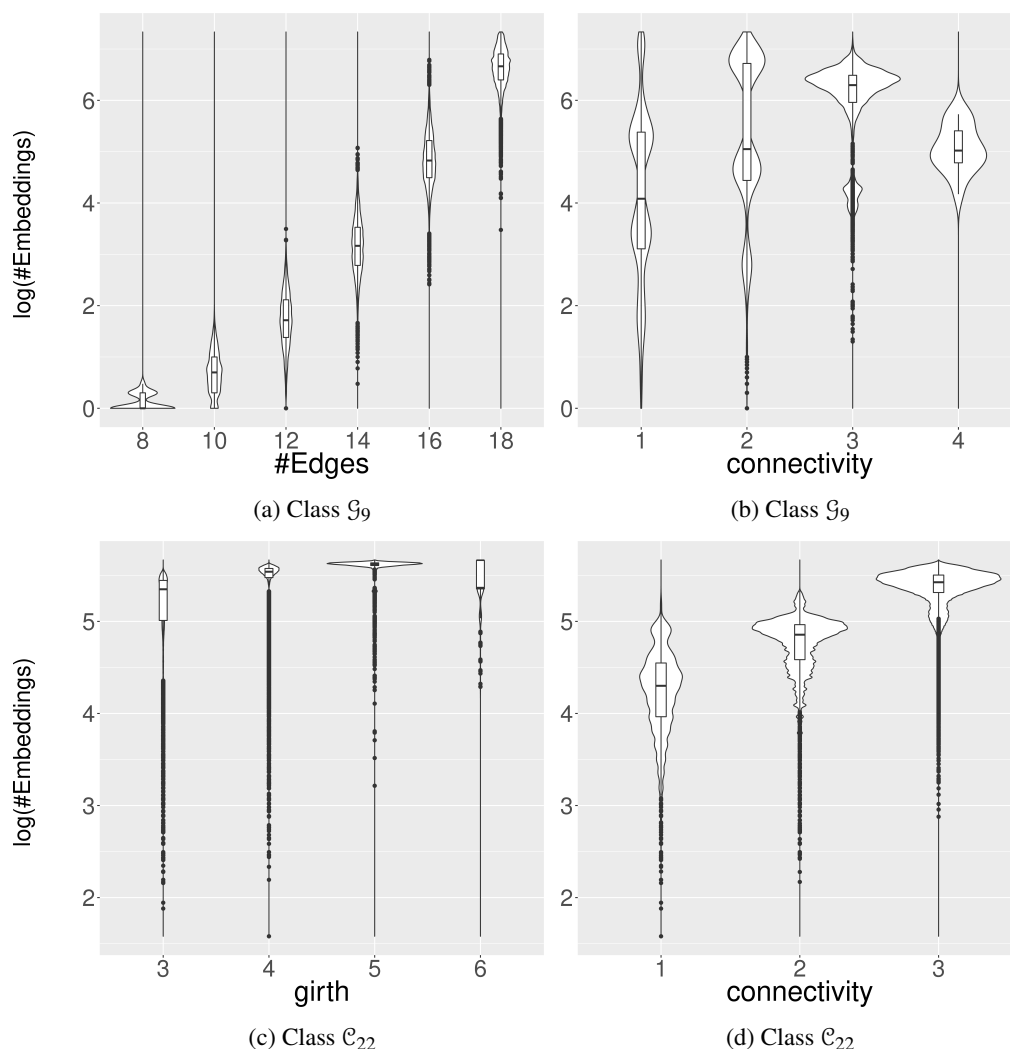 log(#Embeddings)
6
4
2
0
8 10 12 14 16 18
#Edges
(a) Class 𝒢₉
6
4
2
0
1 2 3 4
connectivity
(b) Class 𝒢₉
log(#Embeddings)
5
4
3
2
3 4 5 6
girth
(c) Class 𝒞₂₂
5
4
3
2
1 2 3
connectivity
(d) Class 𝒞₂₂